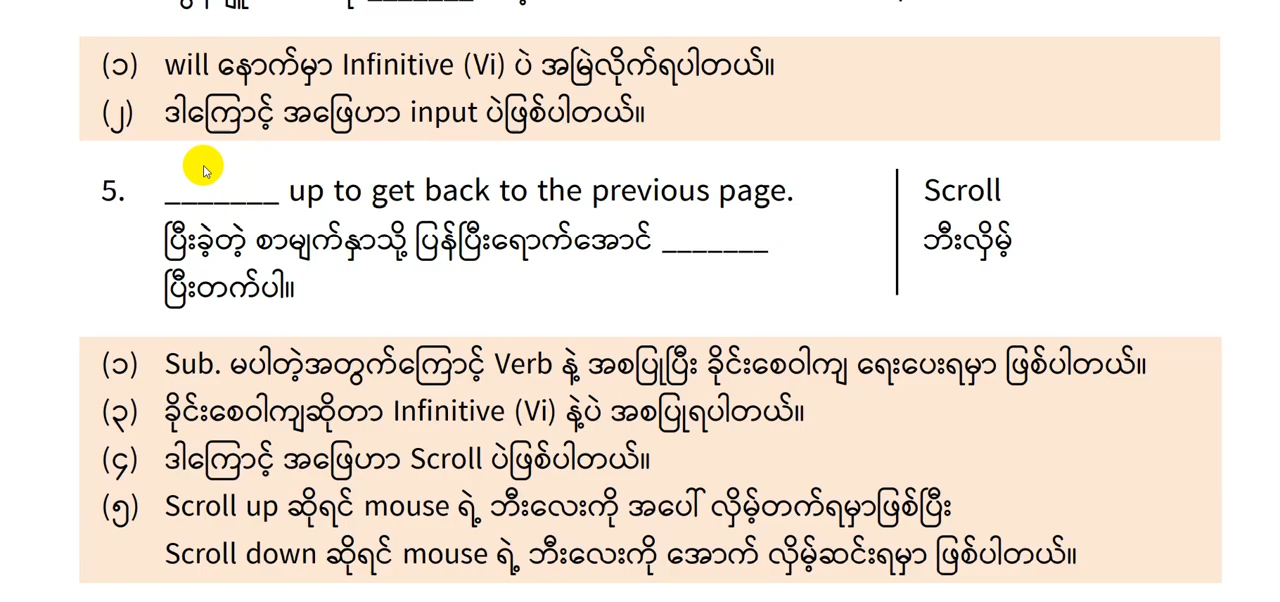 (၁) will နောက်မှာ Infinitive (Vi) ပဲ အမြဲလိုက်ရပါတယ်။
(၂) ဒါကြောင့် အဖြေဟာ input ပဲဖြစ်ပါတယ်။
5. _______ up to get back to the previous page.
Scroll
ပြီးခဲ့တဲ့ စာမျက်နှာသို့ ပြန်ပြီးရောက်အောင် _______
ဘီးလှိမ့်
ပြီးတက်ပါ။
(၁) Sub. မပါတဲ့အတွက်ကြောင့် Verb နဲ့ အစပြုပြီး ခိုင်းစေဝါကျ ရေးပေးရမှာ ဖြစ်ပါတယ်။
(၃) ခိုင်းစေဝါကျဆိုတာ Infinitive (Vi) နဲ့ပဲ အစပြုရပါတယ်။
(၄) ဒါကြောင့် အဖြေဟာ Scroll ပဲဖြစ်ပါတယ်။
(၅) Scroll up ဆိုရင် mouse ရဲ့ ဘီးလေးကို အပေါ် လှိမ့်တက်ရမှာဖြစ်ပြီး
Scroll down ဆိုရင် mouse ရဲ့ ဘီးလေးကို အောက် လှိမ့်ဆင်းရမှာ ဖြစ်ပါတယ်။